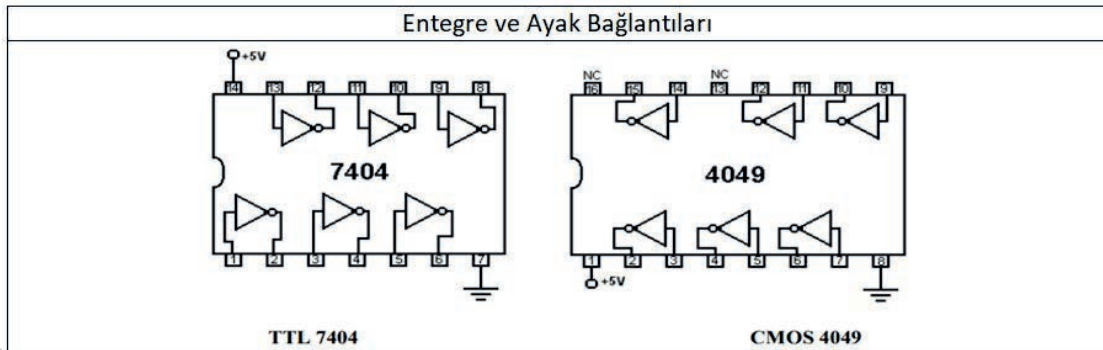 Entegre ve Ayak Bağlantıları
+5V NC NC
14 13 12 11 10 9 8 16 15 14 13 12 11 10 9
7404 4049
1 2 3 4 5 6 7 1 2 3 4 5 6 7 8
+5V
TTL 7404 CMOS 4049